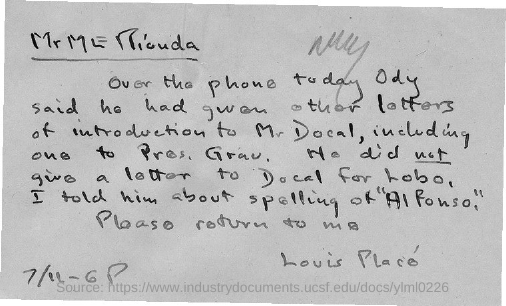 Mr ME Rionda
Over the phone today Ody
said he had given other letters
of introduction to Mr Docal, including
one to Pres. Grau. He did not
give a letter to Docal for Lobo.
I told him about spelling of "Alfonso."
Please return to me
Louis Placé
7/11-6 P
Source: https://www.industrydocuments.ucsf.edu/docs/ylml0226